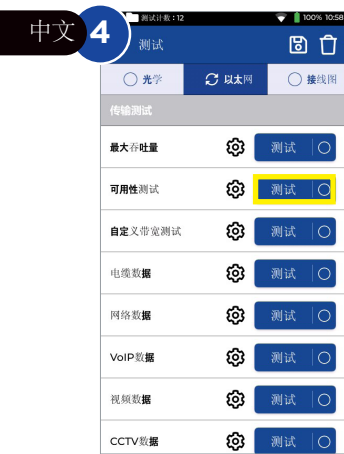 中文 4
测试计数：12 100% 10:58
测试
光学 以太网 接线图
传输测试
最大吞吐量 测试
可用性测试 测试
自定义带宽测试 测试
电缆数据 测试
网络数据 测试
VoIP数据 测试
视频数据 测试
CCTV数据 测试